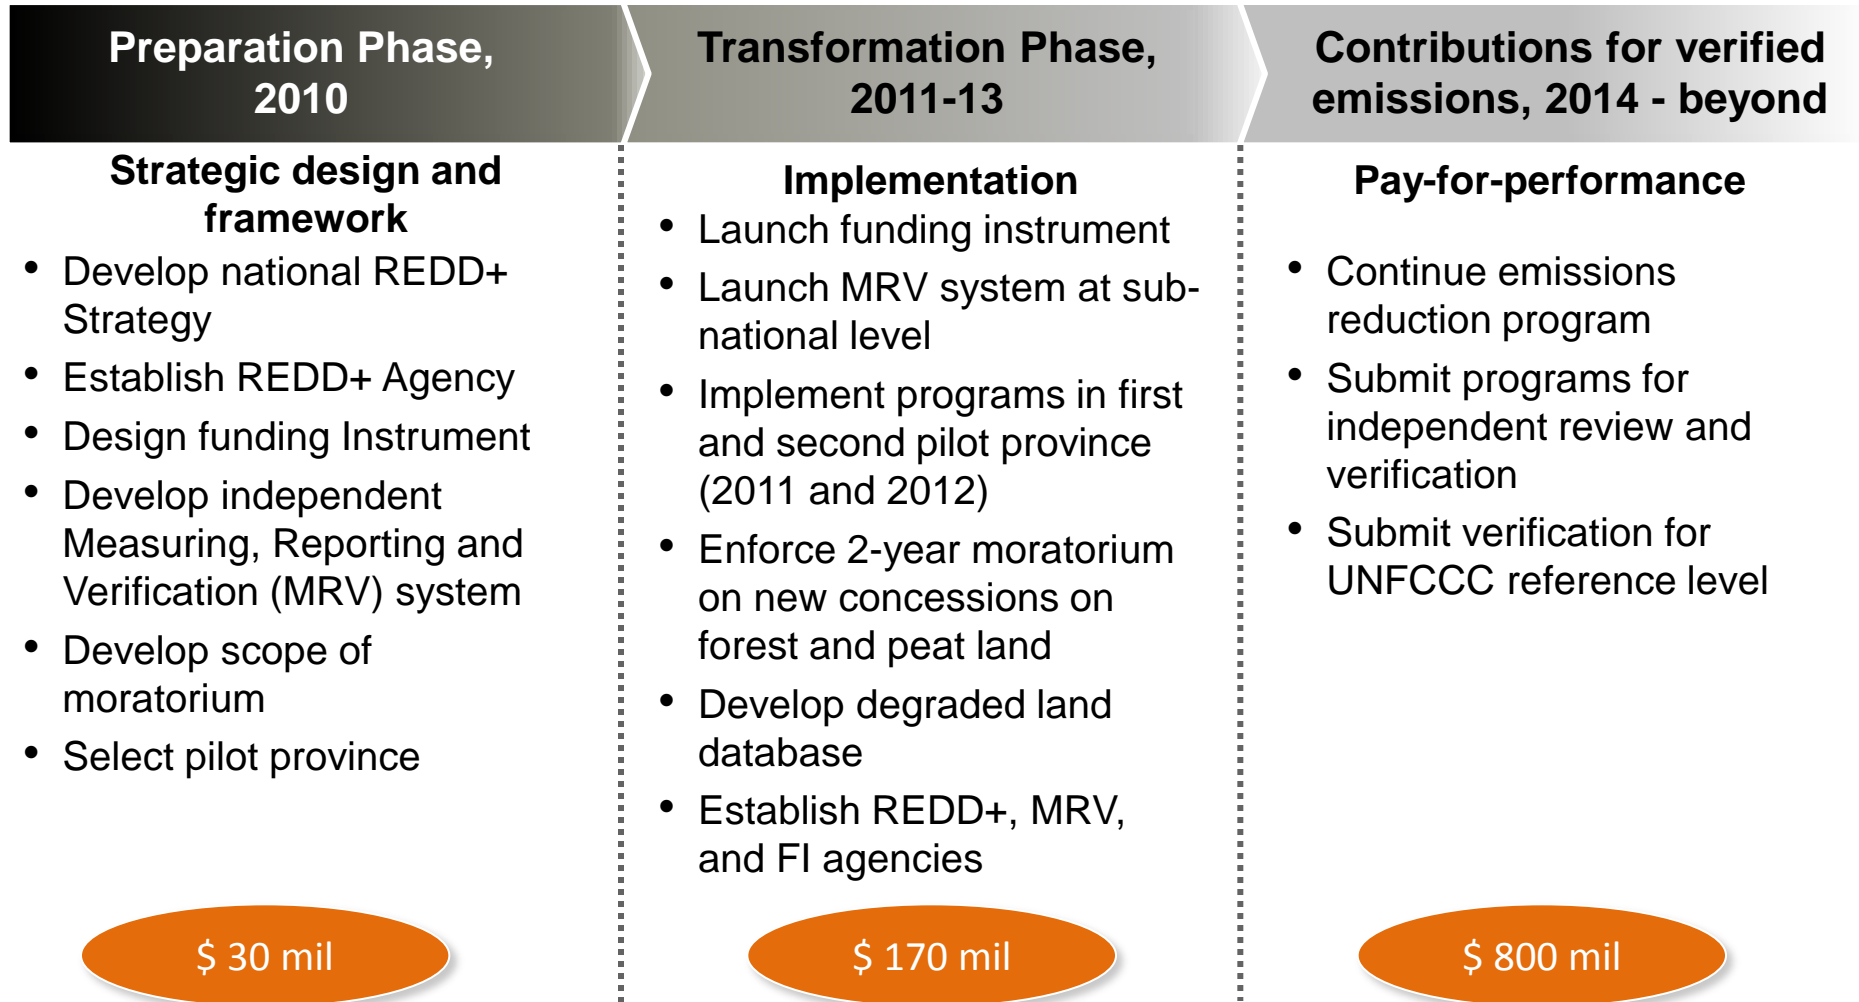 Preparation Phase,
2010
Strategic design and
framework
• Develop national REDD+
Strategy
• Establish REDD+ Agency
• Design funding Instrument
• Develop independent
Measuring, Reporting and
Verification (MRV) system
• Develop scope of
moratorium
• Select pilot province
$ 30 mil
Transformation Phase,
2011-13
Implementation
• Launch funding instrument
• Launch MRV system at sub-
national level
• Implement programs in first
and second pilot province
(2011 and 2012)
• Enforce 2-year moratorium
on new concessions on
forest and peat land
• Develop degraded land
database
• Establish REDD+, MRV,
and FI agencies
$ 170 mil
Contributions for verified
emissions, 2014 - beyond
Pay-for-performance
• Continue emissions
reduction program
• Submit programs for
independent review and
verification
• Submit verification for
UNFCCC reference level
$ 800 mil